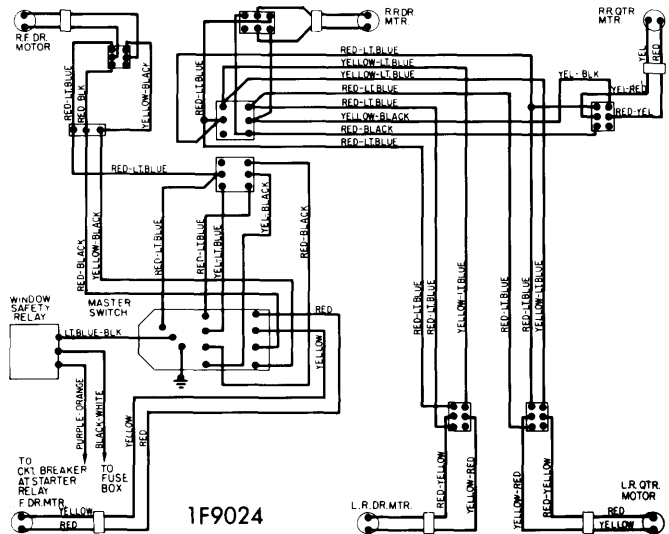 R.F. DR.
MOTOR
R.R.DR
MTR.
R.R.QTR
MTR.
YEL
RED
RED-LT.BLUE
YELLOW-LT.BLUE
YELLOW-LT.BLUE
YEL-BLK
RED-LT.BLUE
YEL-RED
RED-LT.BLUE
YELLOW-BLACK
RED-YEL
RED-BLACK
RED-LT.BLUE
RED-LT.BLUE
RED BLK
YELLOW-BLACK
RED-LT.BLUE
RED-LT.BLUE
RED-BLACK
YELLOW-BLACK
RED-LT.BLUE
RED-LT.BLUE
YEL-LT.BLUE
YEL.BLACK
RED-BLACK
RED-LT.BLUE
RED-LT.BLUE
YELLOW-LT.BLUE
RED-LT.BLUE
RED-LT.BLUE
YELLOW-LT.BLUE
WINDOW
SAFETY
RELAY
MASTER
SWITCH
LT.BLUE-BLK
RED
YELLOW
PURPLE-ORANGE
BLACK-WHITE
YELLOW
RED
TO
CKT. BREAKER
AT STARTER
RELAY
TO
FUSE
BOX
F.DR.MTR.
YELLOW
RED
1F9024
RED-YELLOW
YELLOW-RED
L.R.DR.MTR.
YELLOW-RED
RED-YELLOW
RED
YELLOW
L.R. QTR.
MOTOR